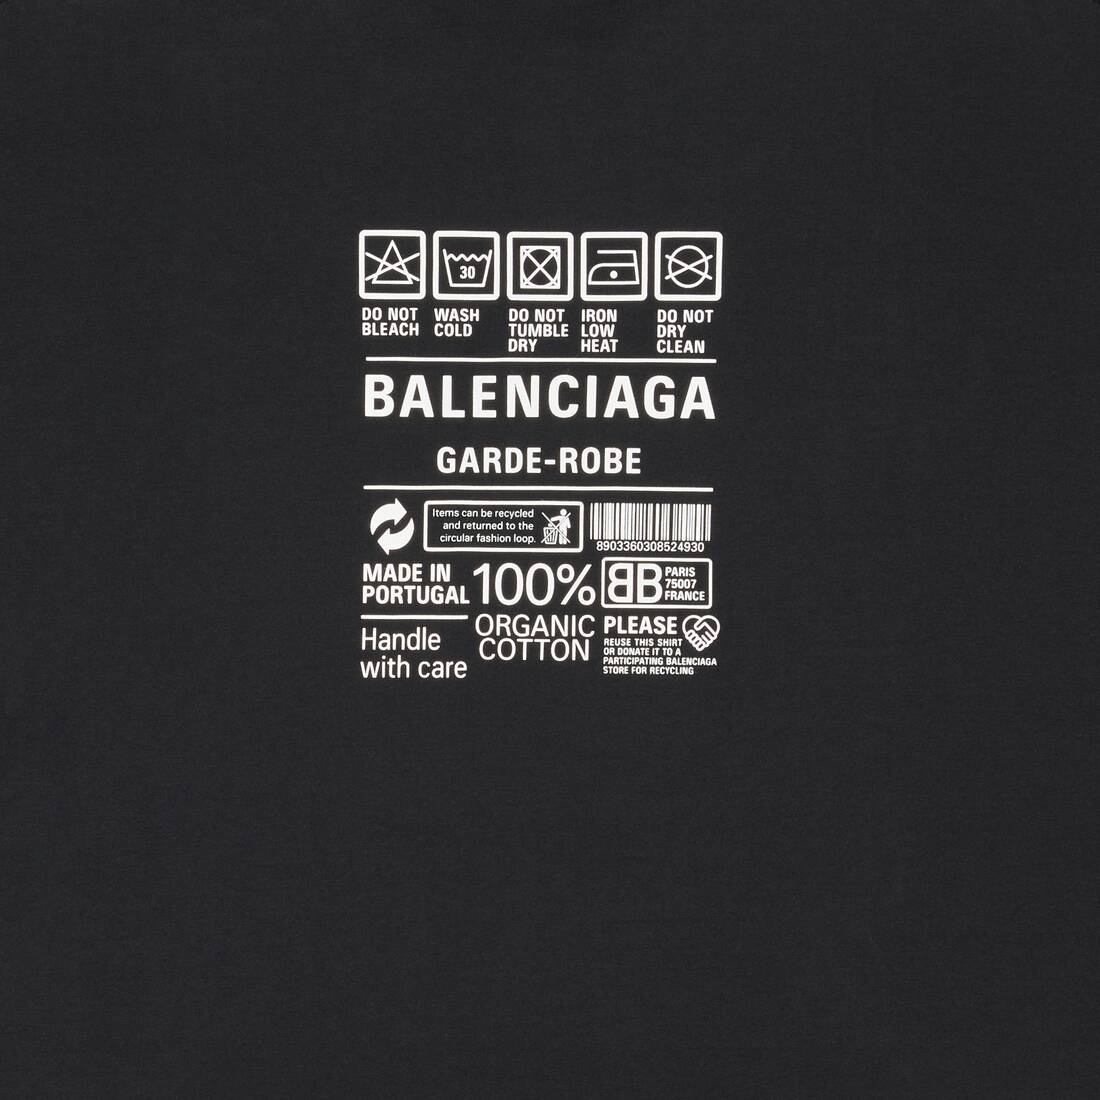 30
DO NOT
BLEACH
WASH
COLD
DO NOT
TUMBLE
DRY
IRON
LOW
HEAT
DO NOT
DRY
CLEAN
BALENCIAGA
GARDE-ROBE
Items can be recycled
and returned to the
circular fashion loop.
8903360308524930
MADE IN
PORTUGAL
100%
ORGANIC
COTTON
BB
PARIS
75007
FRANCE
Handle
with care
PLEASE
REUSE THIS SHIRT
OR DONATE IT TO A
PARTICIPATING BALENCIAGA
STORE FOR RECYCLING